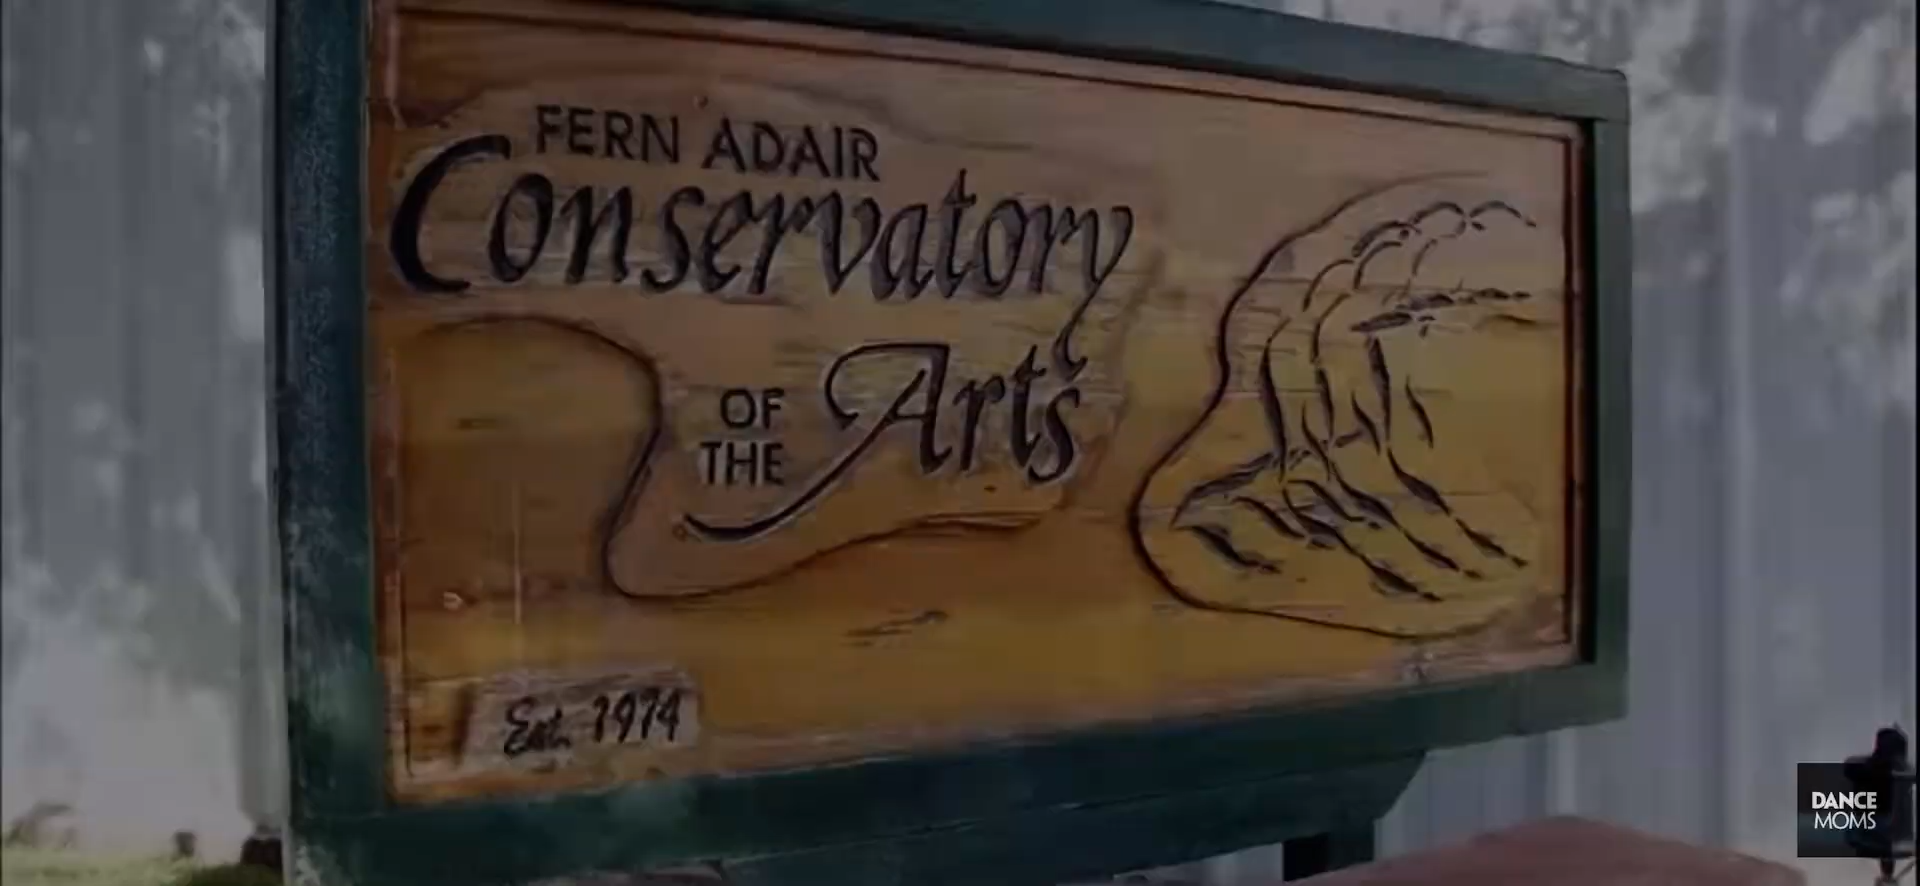 FERN ADAIR
Conservatory
OF
THE
Arts
Est. 1974
DANCE
MOMS